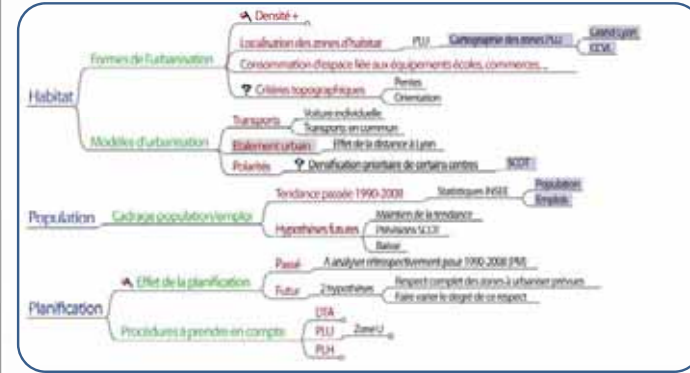 Densité +
Localisation des zones d'habitat
PLU
Cartographie des zones PLU
Grand Lyon
CCVA
Formes de l'urbanisation
Consommation d'espace liée aux équipements écoles, commerces...
? Critères topographiques
Pentes
Orientation
Habitat
Modèles d'urbanisation
Transports
Voiture individuelle
Transports en commun
Etalement urbain
Effet de la distance à Lyon
Polarités
? Densification prioritaire de certains centres
SCOT
Population
Cadrage population/emploi
Tendance passée 1990-2008
Statistiques INSEE
Population
Emplois
Hypothèses futures
Maintien de la tendance
Prévisions SCOT
Baisse
Planification
Effet de la planification
Passé
A analyser rétrospectivement pour 1990-2008 (PM)
Futur
2 hypothèses
Respect complet des zones à urbaniser prévues
Faire varier le degré de ce respect
Procédures à prendre en compte
DTA
PLU
Zone U
PLH